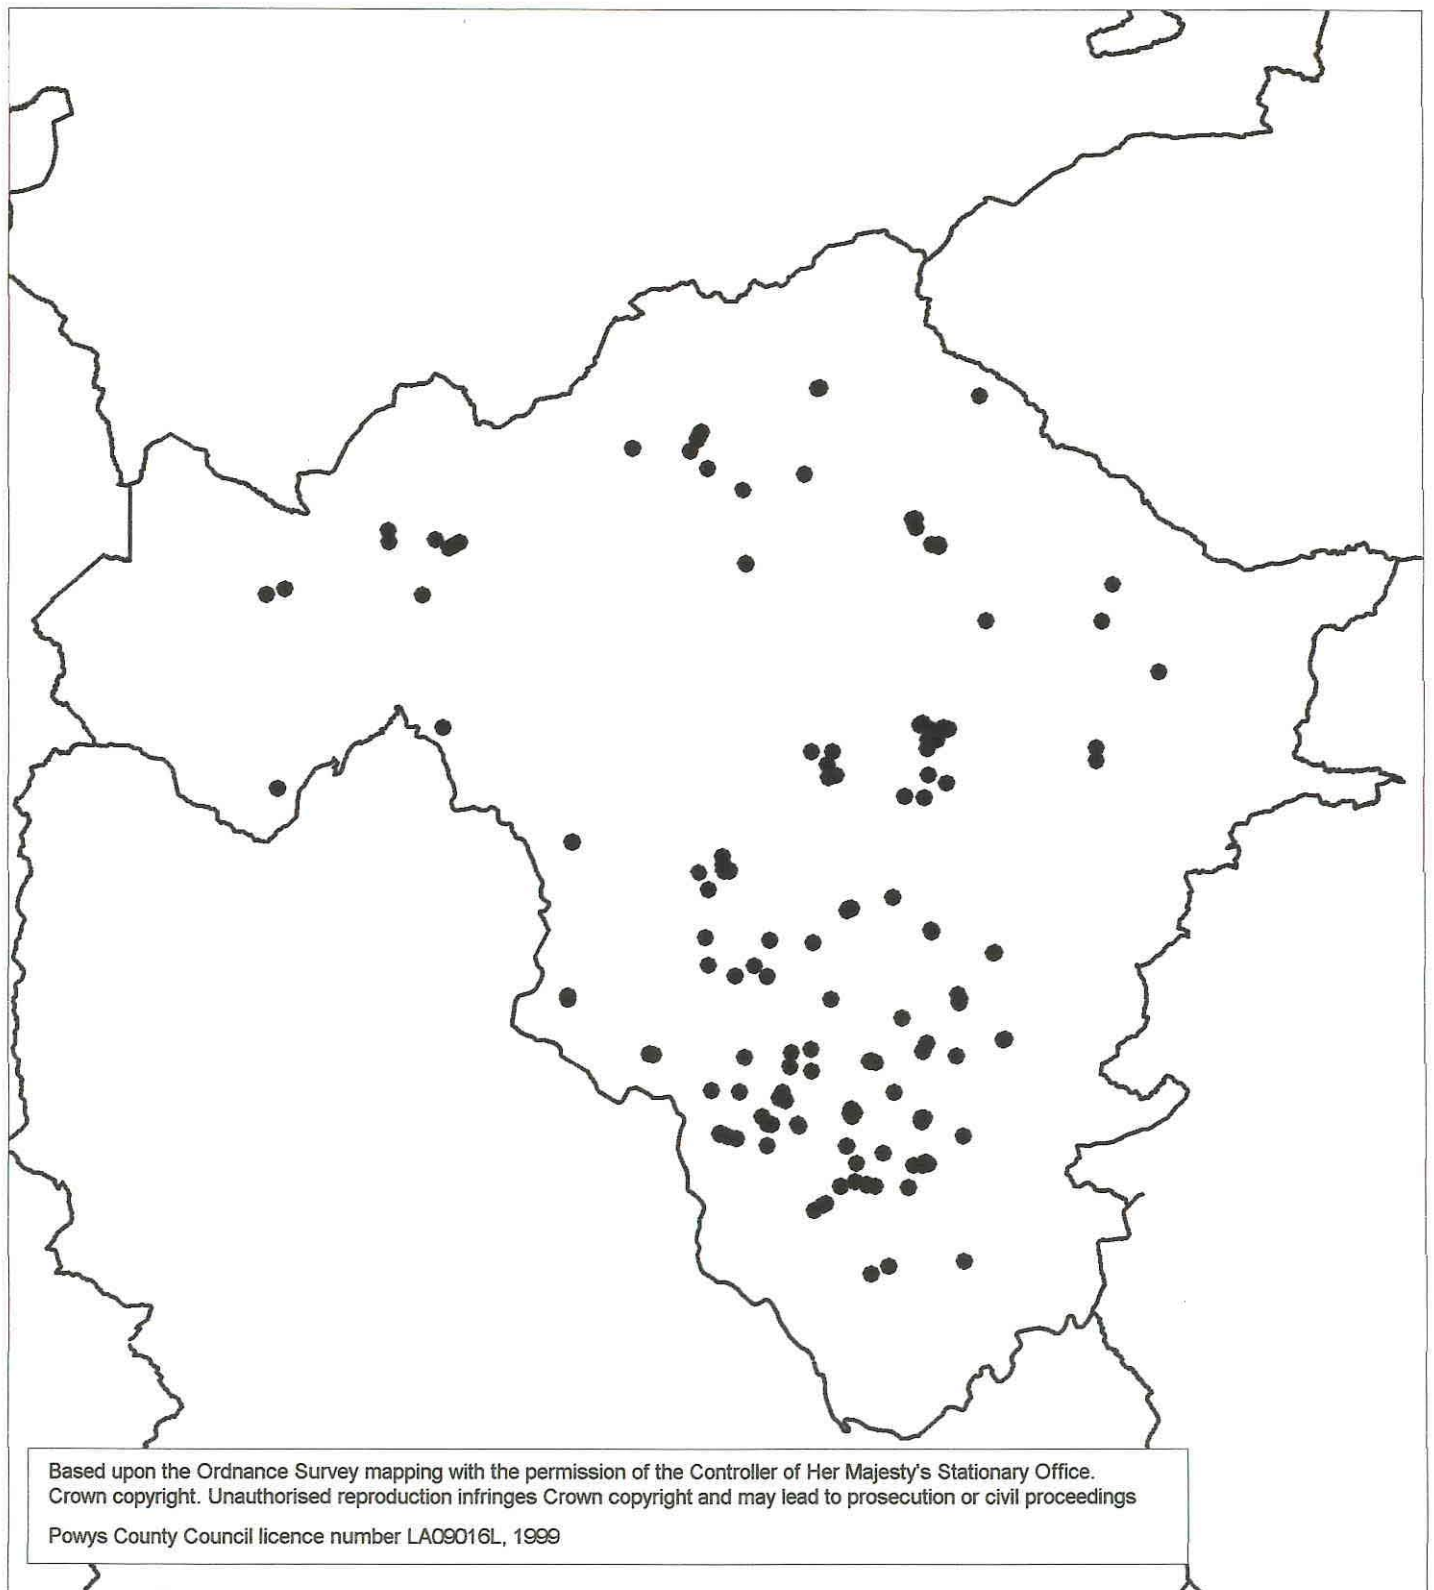 Based upon the Ordnance Survey mapping with the permission of the Controller of Her Majesty's Stationary Office.
Crown copyright. Unauthorised reproduction infringes Crown copyright and may lead to prosecution or civil proceedings
Powys County Council licence number LA09016L, 1999